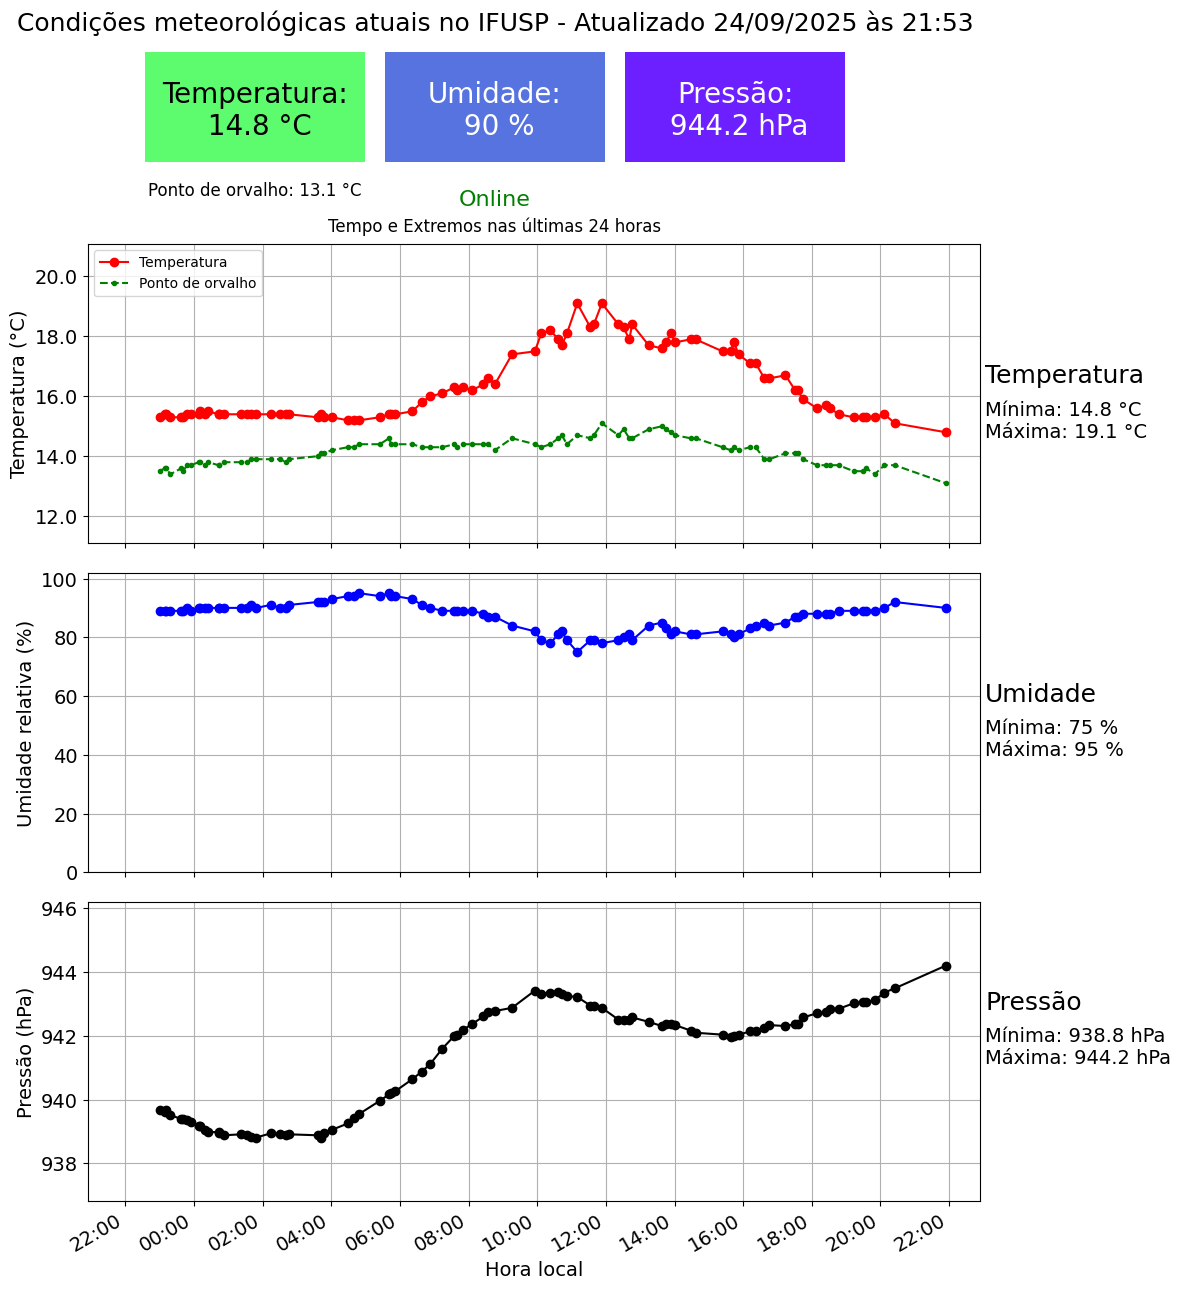 Condições meteorológicas atuais no IFUSP - Atualizado 24/09/2025 às 21:53
Temperatura:
14.8 °C
Umidade:
90 %
Pressão:
944.2 hPa
Ponto de orvalho: 13.1 °C
Online
Tempo e Extremos nas últimas 24 horas
Temperatura
Ponto de orvalho
20.0
18.0
16.0
14.0
12.0
Temperatura (°C)
Temperatura
Mínima: 14.8 °C
Máxima: 19.1 °C
100
80
60
40
20
0
Umidade relativa (%)
Umidade
Mínima: 75 %
Máxima: 95 %
946
944
942
940
938
Pressão (hPa)
Pressão
Mínima: 938.8 hPa
Máxima: 944.2 hPa
22:00
00:00
02:00
04:00
06:00
08:00
10:00
12:00
14:00
16:00
18:00
20:00
22:00
Hora local